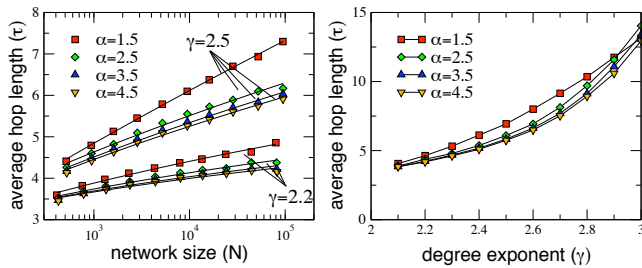 average hop length (τ)
8
7
6
5
4
3
α=1.5
α=2.5
α=3.5
α=4.5
γ=2.5
γ=2.2
10³
10⁴
10⁵
network size (N)
average hop length (τ)
15
10
5
0
α=1.5
α=2.5
α=3.5
α=4.5
2
2.2
2.4
2.6
2.8
3
degree exponent (γ)